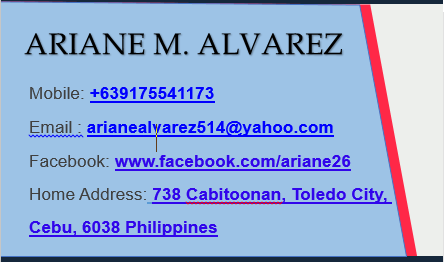 ARIANE M. ALVAREZ
Mobile: +639175541173
Email : arianealvarez514@yahoo.com
Facebook: www.facebook.com/ariane26
Home Address: 738 Cabitoonan, Toledo City,
Cebu, 6038 Philippines